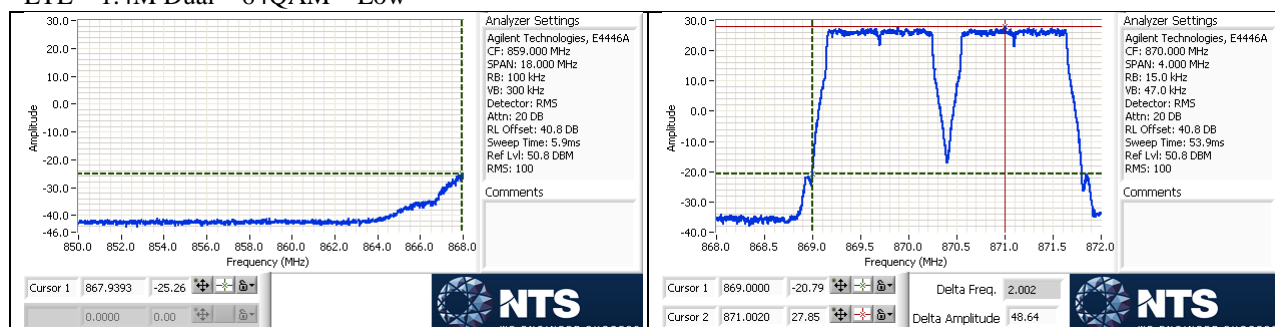 LTE – 1.4M Dual – 64QAM – Low
30.0
20.0
10.0
0.0
-10.0
-20.0
-30.0
-40.0
-46.0
Amplitude
850.0 852.0 854.0 856.0 858.0 860.0 862.0 864.0 866.0 868.0
Frequency (MHz)
Analyzer Settings
Agilent Technologies, E4446A
CF: 859.000 MHz
SPAN: 18.000 MHz
RB: 100 kHz
VB: 300 kHz
Detector: RMS
Attn: 20 DB
RL Offset: 40.8 DB
Sweep Time: 5.9ms
Ref Lvl: 50.8 DBM
RMS: 100
Comments
Cursor 1 867.9393 -25.26
0.0000 0.00
NTS
30.0
20.0
10.0
0.0
-10.0
-20.0
-30.0
-40.0
Amplitude
868.0 868.5 869.0 869.5 870.0 870.5 871.0 871.5 872.0
Frequency (MHz)
Analyzer Settings
Agilent Technologies, E4446A
CF: 870.000 MHz
SPAN: 4.000 MHz
RB: 15.0 kHz
VB: 47.0 kHz
Detector: RMS
Attn: 20 DB
RL Offset: 40.8 DB
Sweep Time: 53.9ms
Ref Lvl: 50.8 DBM
RMS: 100
Comments
Cursor 1 869.0000 -20.79
Cursor 2 871.0020 27.85
Delta Freq. 2.002
Delta Amplitude 48.64
NTS